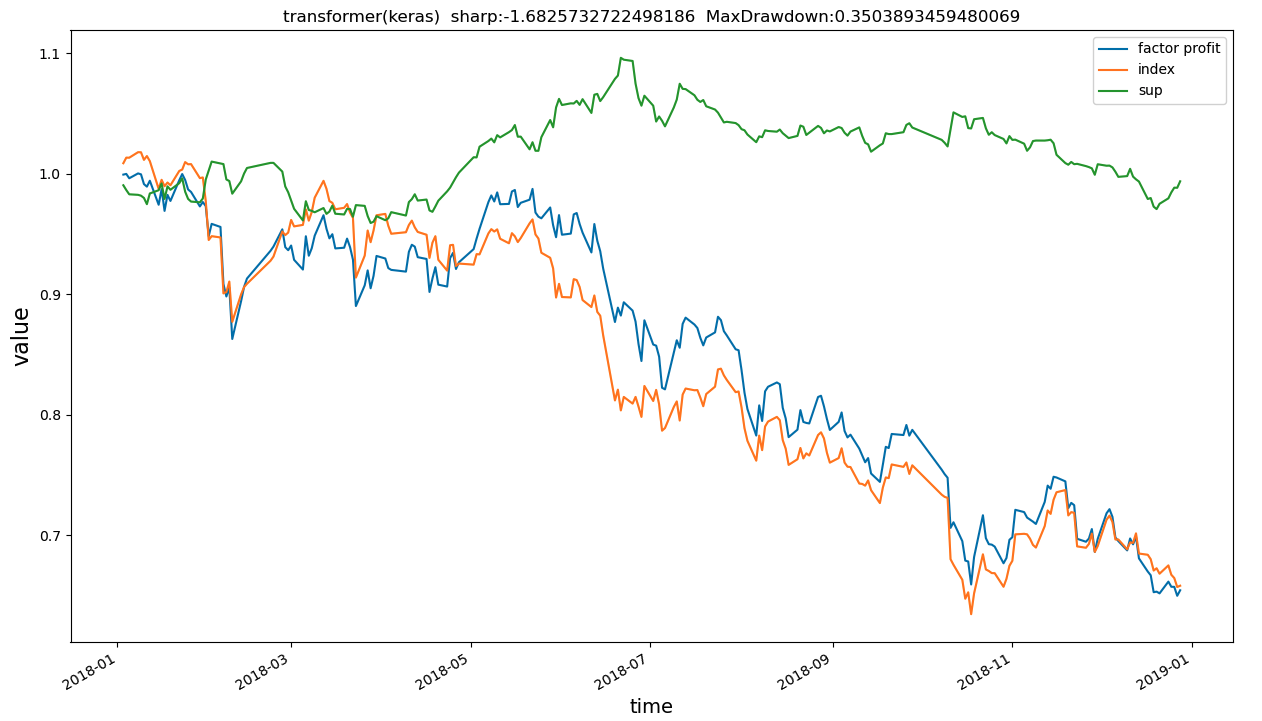 transformer(keras)  sharp:-1.6825732722498186  MaxDrawdown:0.3503893459480069
factor profit
index
sup
value
1.1
1.0
0.9
0.8
0.7
2018-01
2018-03
2018-05
2018-07
2018-09
2018-11
2019-01
time